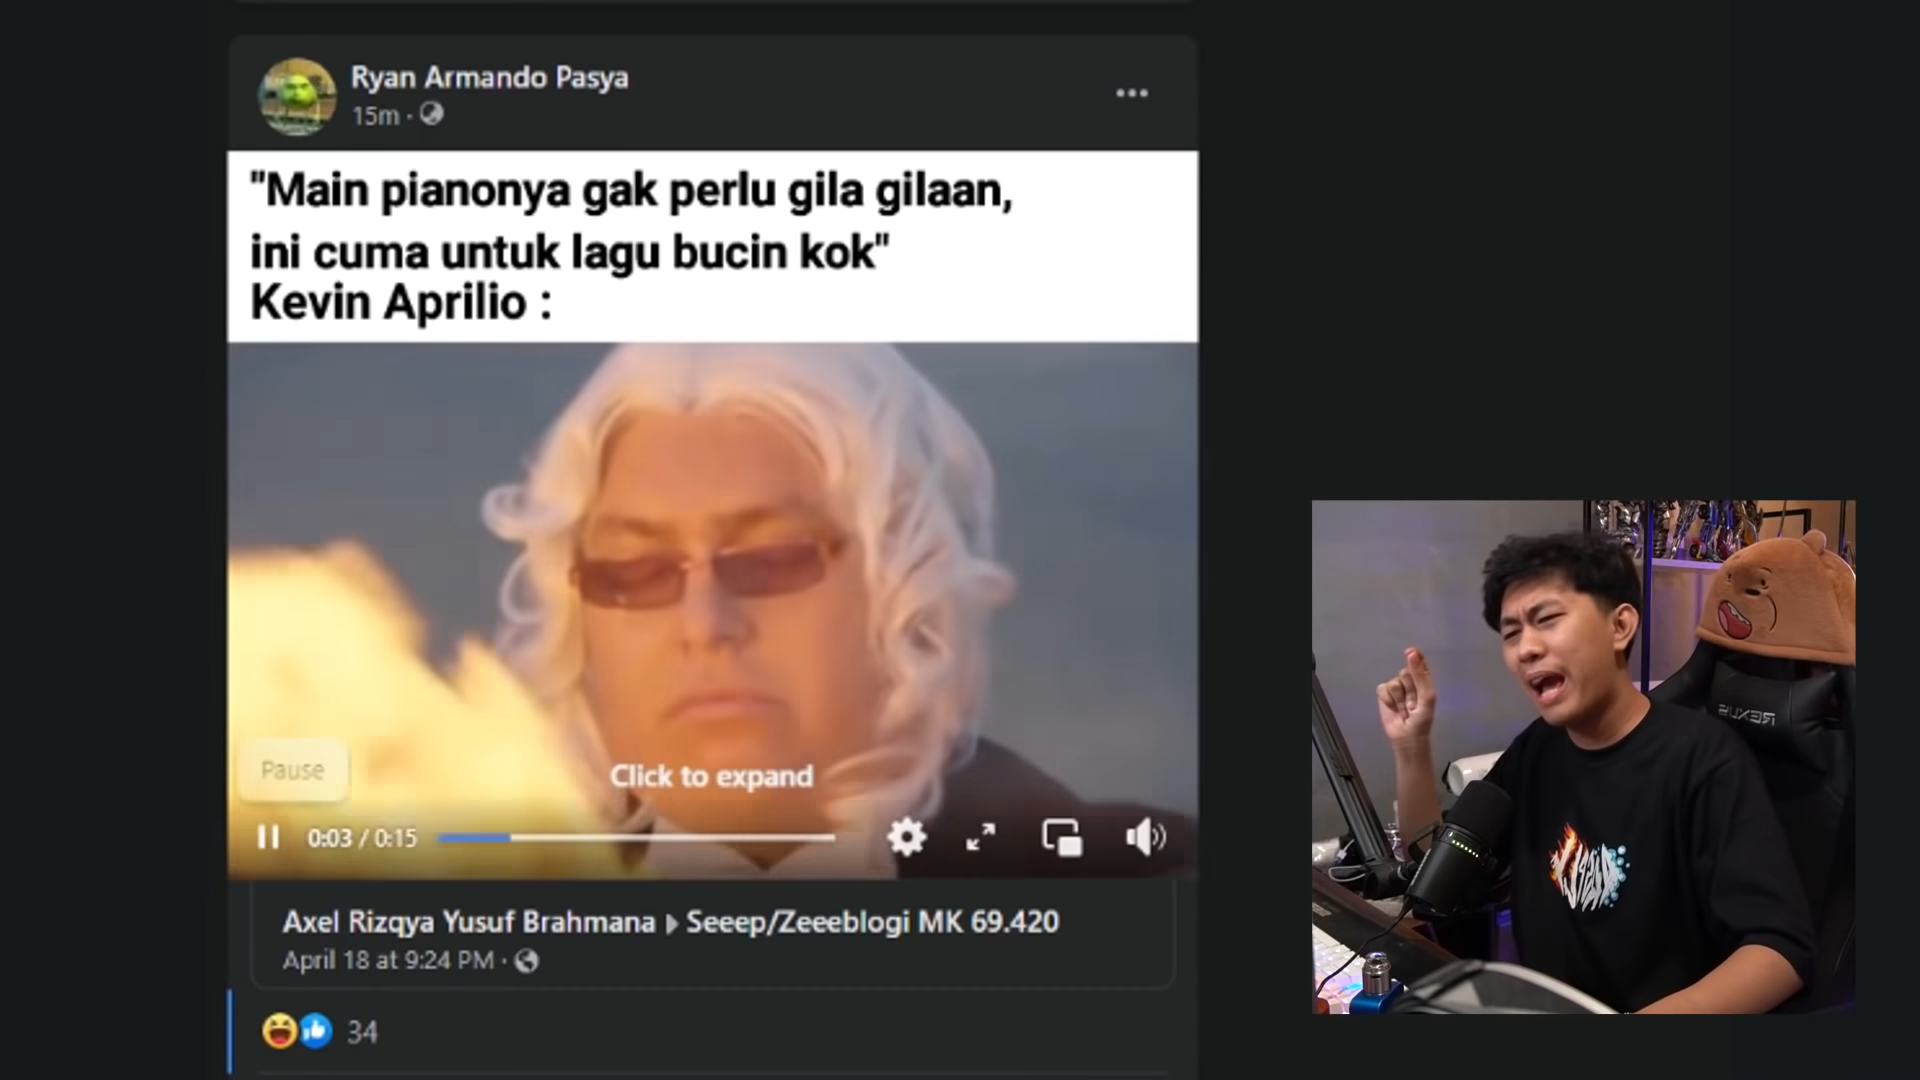 Ryan Armando Pasya
15m ·
"Main pianonya gak perlu gila gilaan,
ini cuma untuk lagu bucin kok"
Kevin Aprilio :
Pause
Click to expand
0:03 / 0:15
REXUS
Axel Rizqya Yusuf Brahmana ▸ Seeep/Zeeeblogi MK 69.420
April 18 at 9:24 PM ·
34